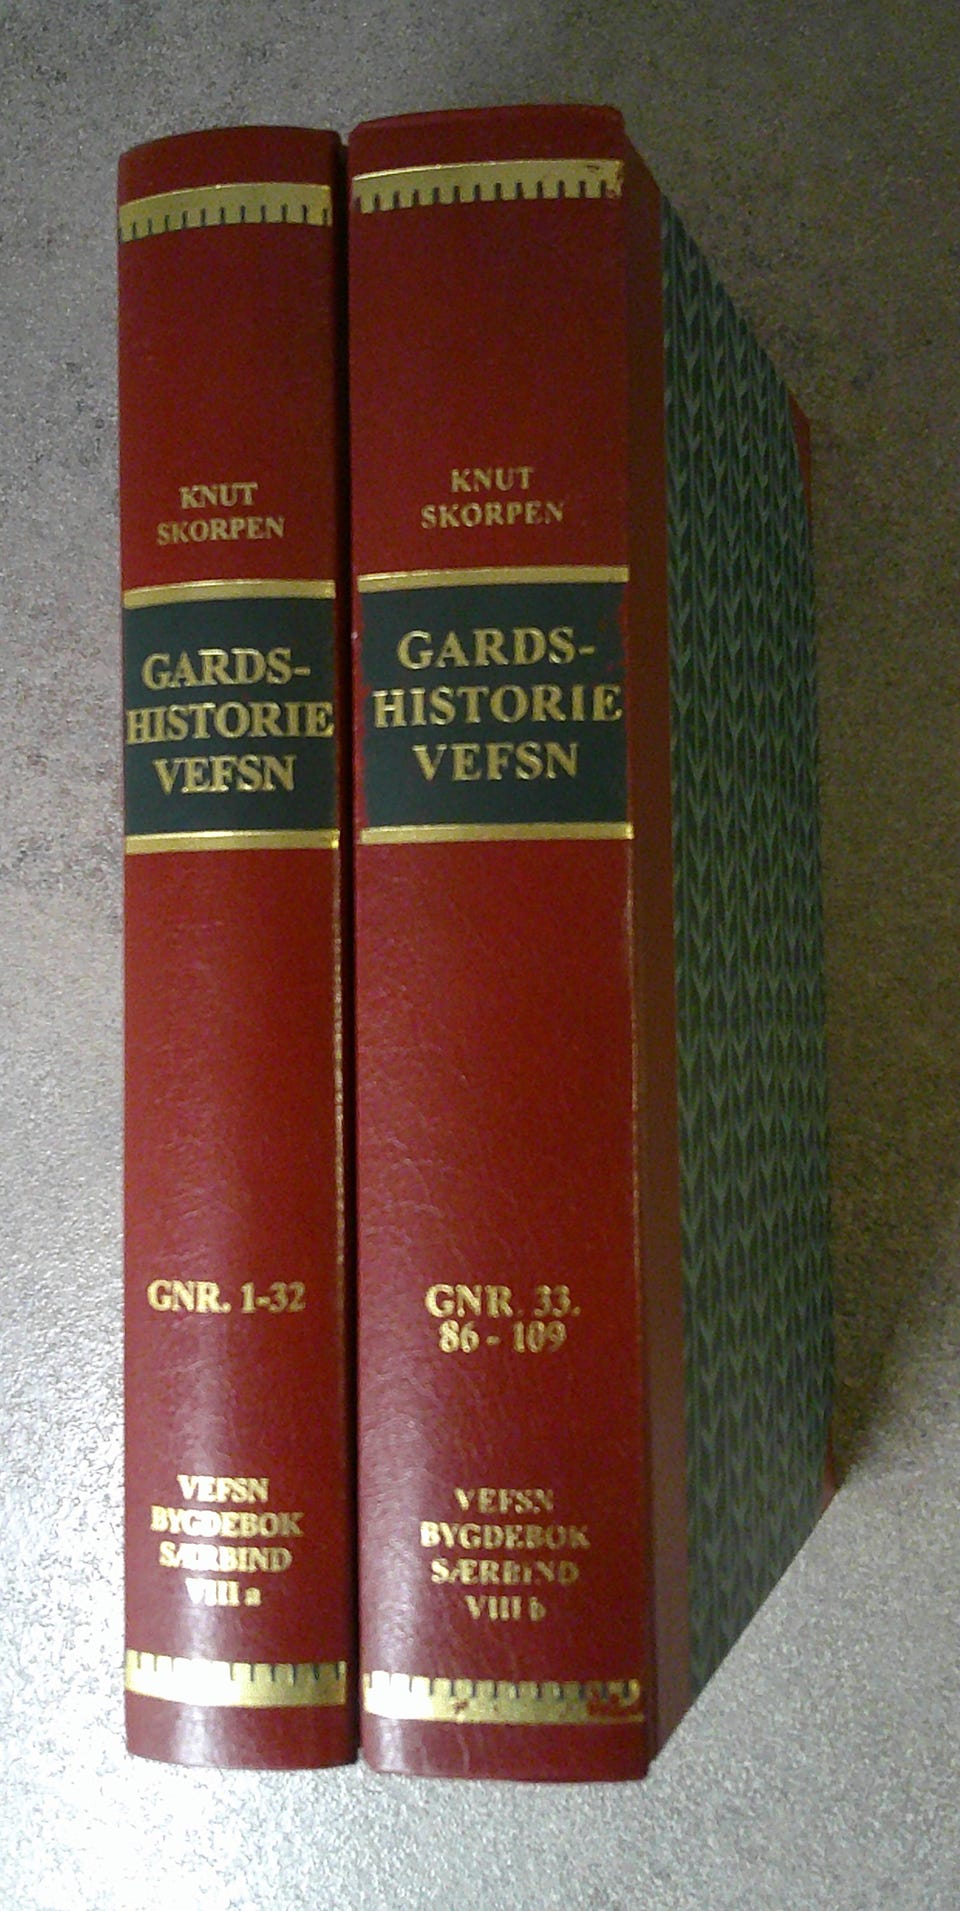 KNUT
SKORPEN
GARDS-
HISTORIE
VEFSN
GNR. 1-32
VEFSN
BYGDEBOK
SÆRBIND
VIII a
KNUT
SKORPEN
GARDS-
HISTORIE
VEFSN
GNR. 33.
86 - 109
VEFSN
BYGDEBOK
SÆRBIND
VIII b